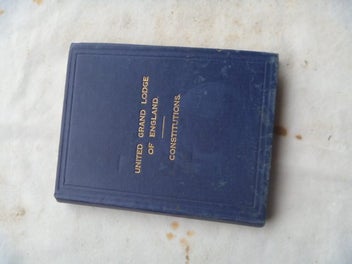 UNITED GRAND LODGE
OF ENGLAND.
CONSTITUTIONS.